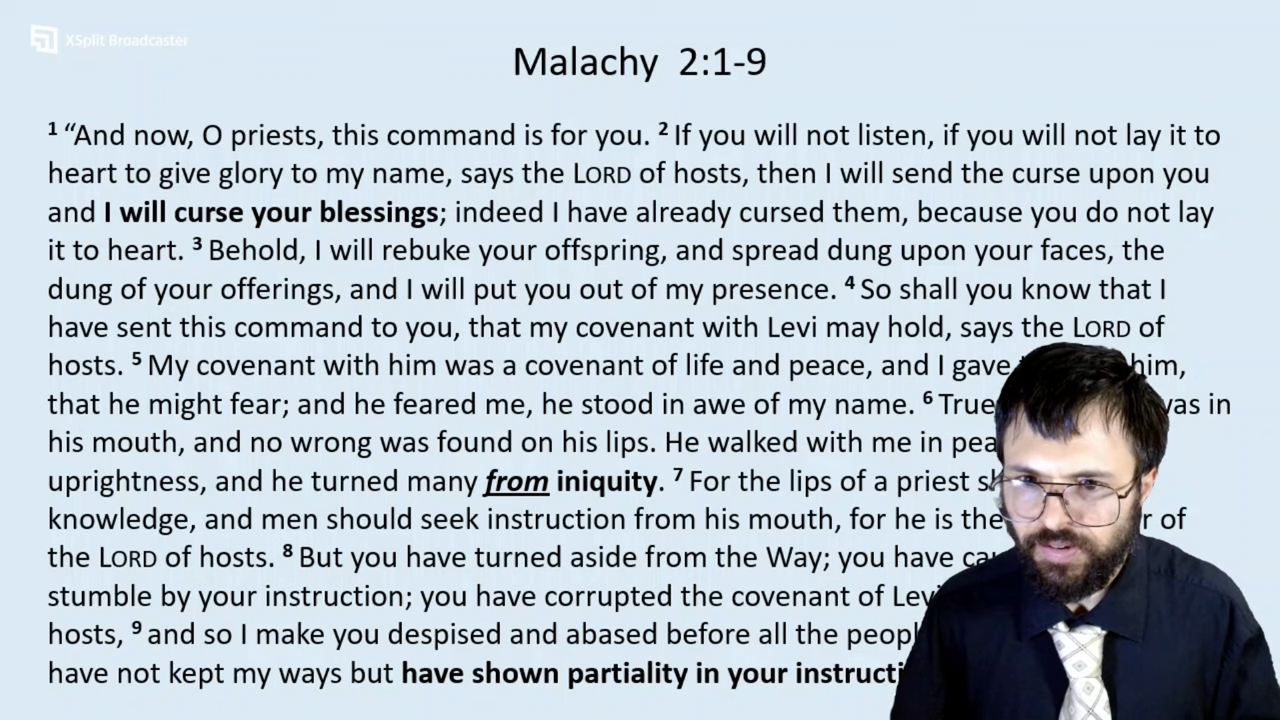 XSplit Broadcaster
Malachy 2:1-9
1 “And now, O priests, this command is for you. 2 If you will not listen, if you will not lay it to
heart to give glory to my name, says the LORD of hosts, then I will send the curse upon you
and I will curse your blessings; indeed I have already cursed them, because you do not lay
it to heart. 3 Behold, I will rebuke your offspring, and spread dung upon your faces, the
dung of your offerings, and I will put you out of my presence. 4 So shall you know that I
have sent this command to you, that my covenant with Levi may hold, says the LORD of
hosts. 5 My covenant with him was a covenant of life and peace, and I gave him,
that he might fear; and he feared me, he stood in awe of my name. 6 True in
his mouth, and no wrong was found on his lips. He walked with me in
uprightness, and he turned many from iniquity. 7 For the lips of a priest
knowledge, and men should seek instruction from his mouth, for he is the of
the LORD of hosts. 8 But you have turned aside from the Way; you have
stumble by your instruction; you have corrupted the covenant of
hosts, 9 and so I make you despised and abased before all the
have not kept my ways but have shown partiality in your